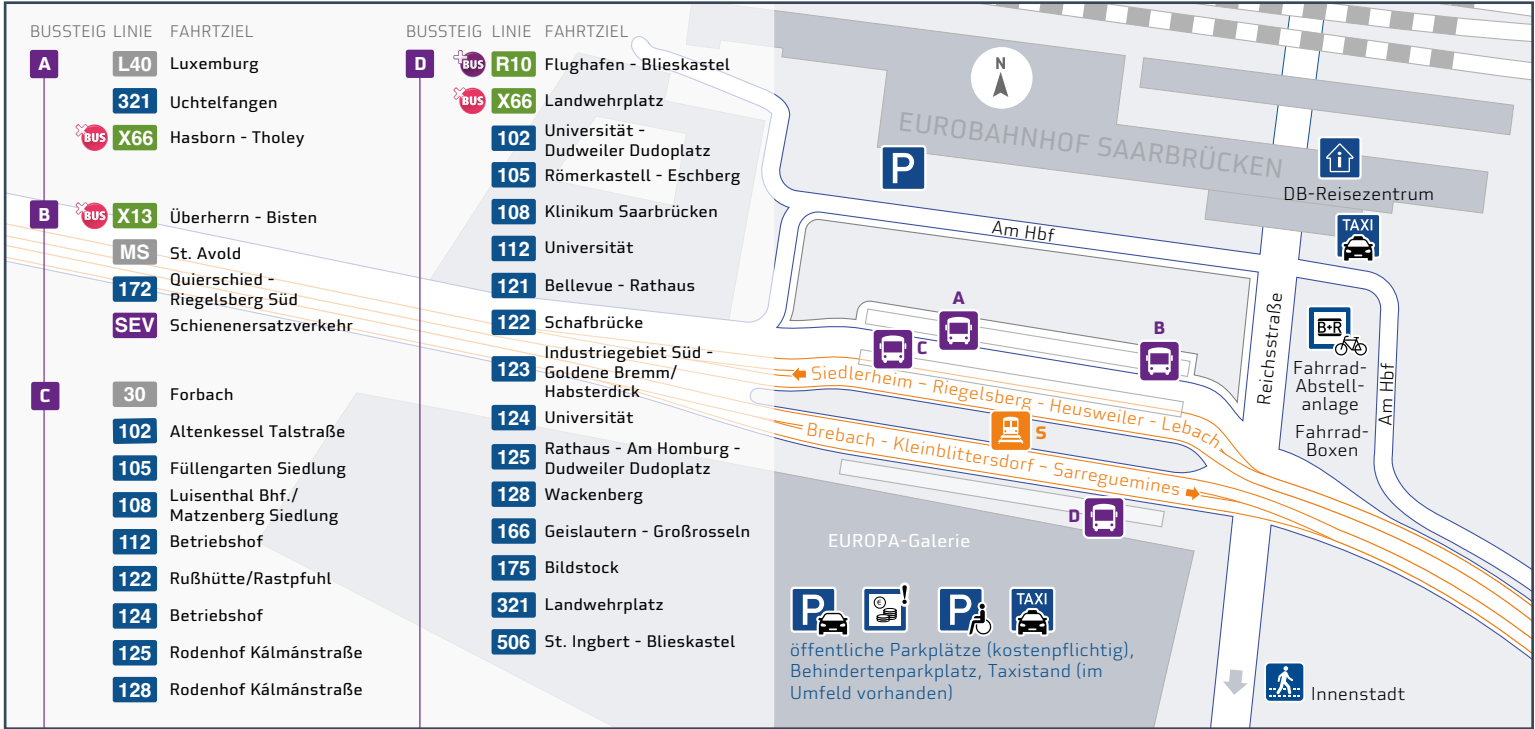 BUSSTEIG LINIE FAHRTZIEL
A
L40 Luxemburg
321 Uchtelfangen
xBUS X66 Hasborn - Tholey
B
xBUS X13 Überherrn - Bisten
MS St. Avold
172 Quierschied -
Riegelsberg Süd
SEV Schienenersatzverkehr
C
30 Forbach
102 Altenkessel Talstraße
105 Füllengarten Siedlung
108 Luisenthal Bhf./
Matzenberg Siedlung
112 Betriebshof
122 Rußhütte/Rastpfuhl
124 Betriebshof
125 Rodenhof Kálmánstraße
128 Rodenhof Kálmánstraße
BUSSTEIG LINIE FAHRTZIEL
D
+BUS R10 Flughafen - Blieskastel
xBUS X66 Landwehrplatz
102 Universität -
Dudweiler Dudoplatz
105 Römerkastell - Eschberg
108 Klinikum Saarbrücken
112 Universität
121 Bellevue - Rathaus
122 Schafbrücke
123 Industriegebiet Süd -
Goldene Bremm/
Habsterdick
124 Universität
125 Rathaus - Am Homburg -
Dudweiler Dudoplatz
128 Wackenberg
166 Geislautern - Großrosseln
175 Bildstock
321 Landwehrplatz
506 St. Ingbert - Blieskastel
N
EUROBAHNHOF SAARBRÜCKEN
P
i
DB-Reisezentrum
TAXI
Am Hbf
Reichsstraße
A
B
C
B+R
Fahrrad-
Abstell-
anlage
Fahrrad-
Boxen
Am Hbf
Siedlerheim - Riegelsberg - Heusweiler - Lebach
S
Brebach - Kleinblittersdorf - Sarreguemines
D
EUROPA-Galerie
P
€ !
P
TAXI
öffentliche Parkplätze (kostenpflichtig),
Behindertenparkplatz, Taxistand (im
Umfeld vorhanden)
Innenstadt